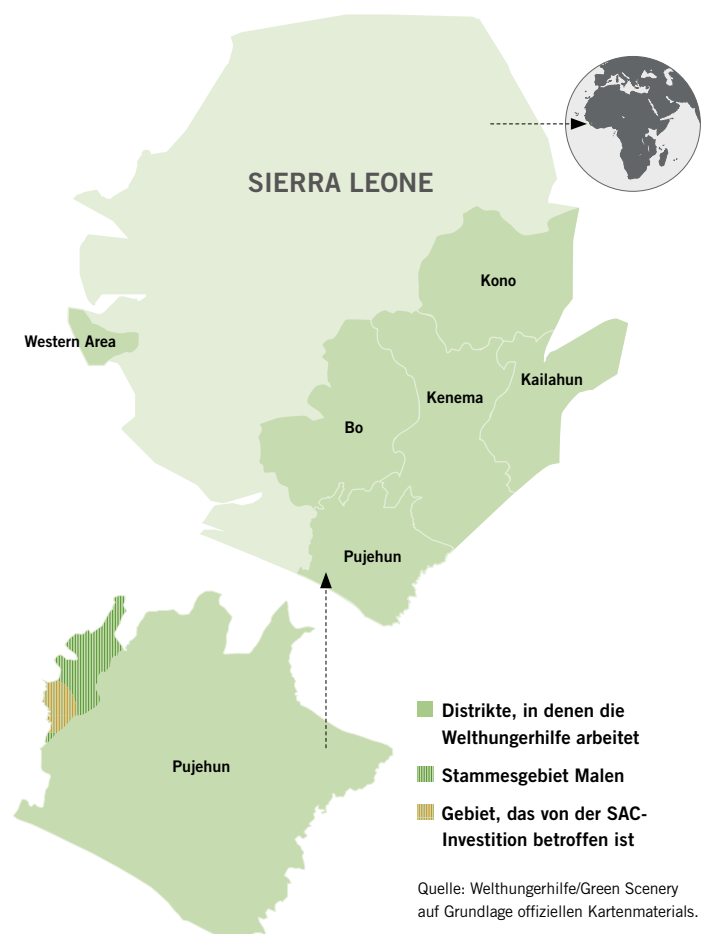 SIERRA LEONE
Kono
Western Area
Kailahun
Kenema
Bo
Pujehun
Pujehun
Distrikte, in denen die
Welthungerhilfe arbeitet
Stammesgebiet Malen
Gebiet, das von der SAC-
Investition betroffen ist
Quelle: Welthungerhilfe/Green Scenery
auf Grundlage offiziellen Kartenmaterials.